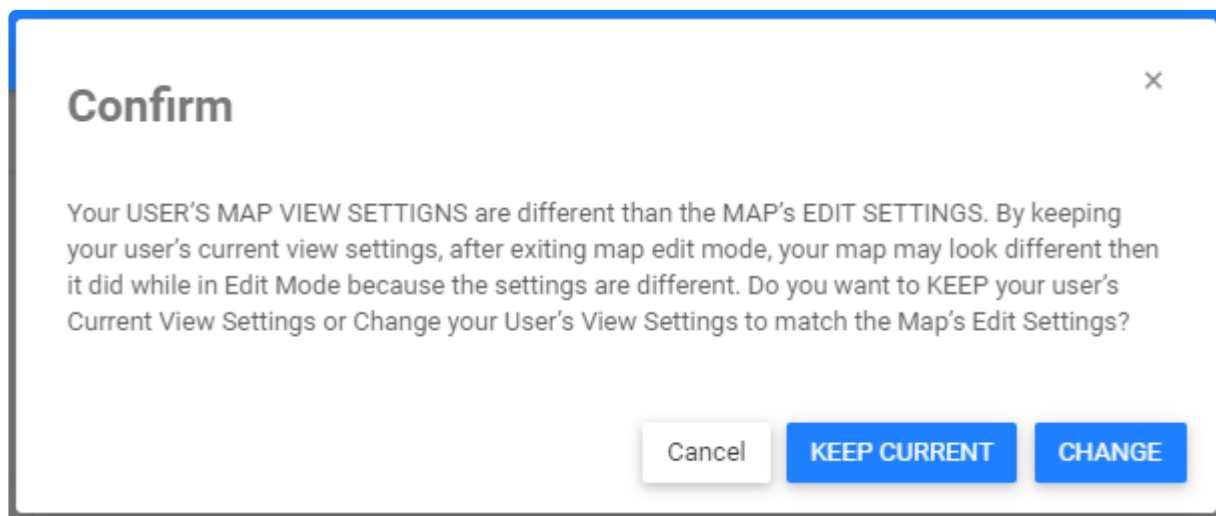 Confirm
×
Your USER’S MAP VIEW SETTIGNS are different than the MAP’s EDIT SETTINGS. By keeping
your user’s current view settings, after exiting map edit mode, your map may look different then
it did while in Edit Mode because the settings are different. Do you want to KEEP your user’s
Current View Settings or Change your User’s View Settings to match the Map’s Edit Settings?
Cancel KEEP CURRENT CHANGE